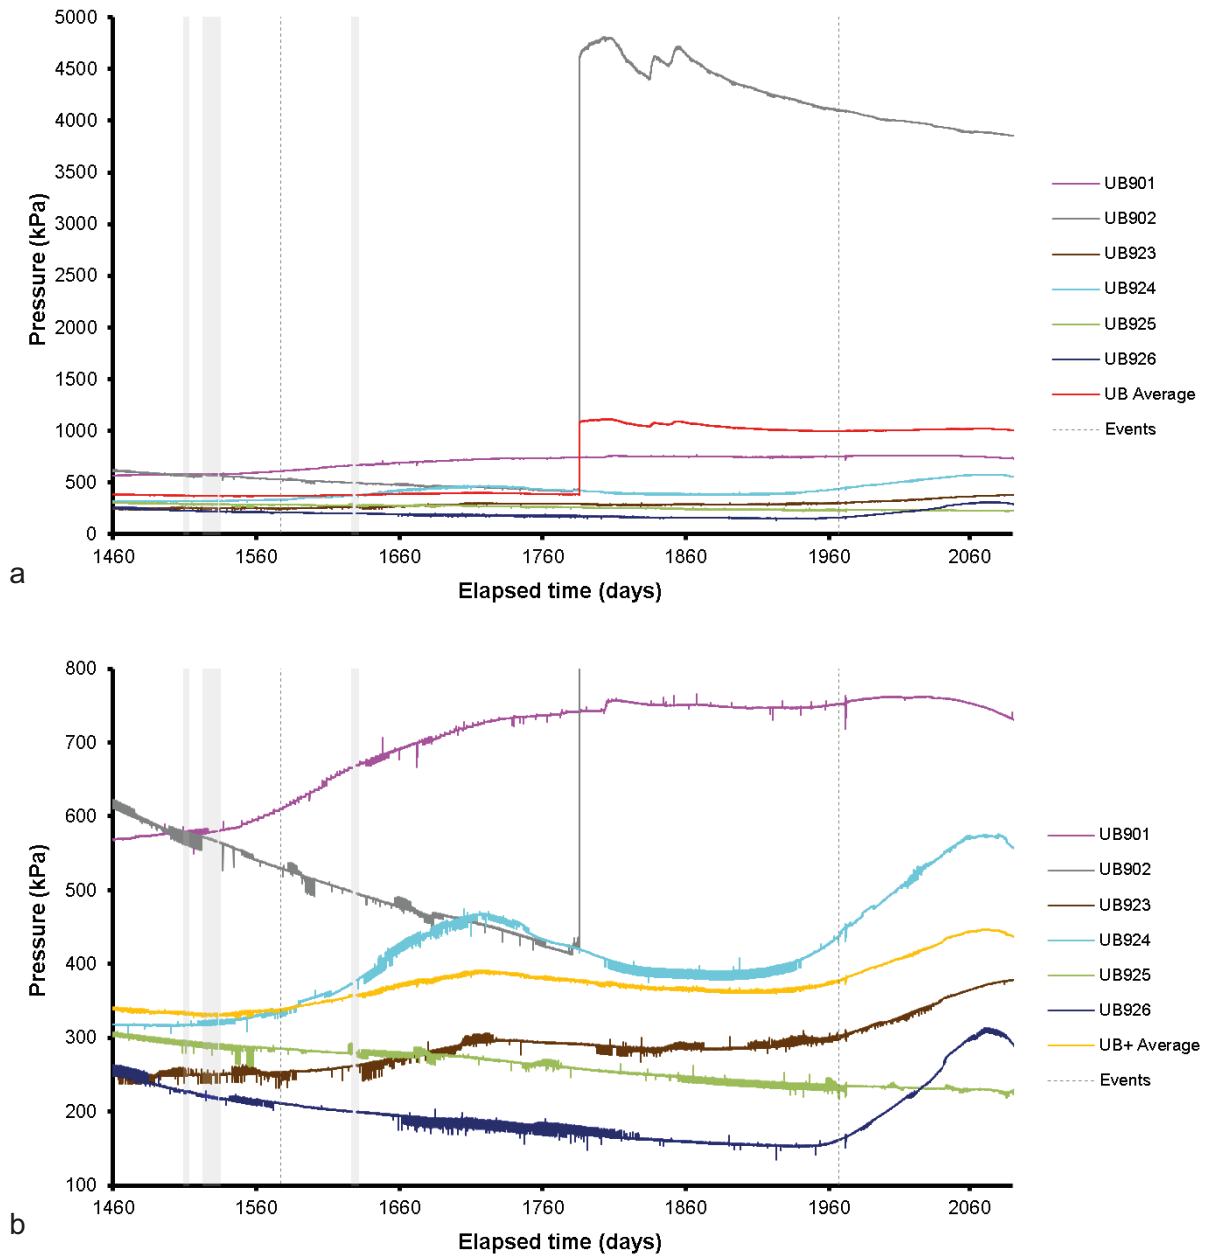 5000
4500
4000
3500
3000
2500
2000
1500
1000
500
0
Pressure (kPa)
1460 1560 1660 1760 1860 1960 2060
Elapsed time (days)
UB901
UB902
UB923
UB924
UB925
UB926
UB Average
Events
a
800
700
600
500
400
300
200
100
Pressure (kPa)
1460 1560 1660 1760 1860 1960 2060
Elapsed time (days)
UB901
UB902
UB923
UB924
UB925
UB926
UB+ Average
Events
b